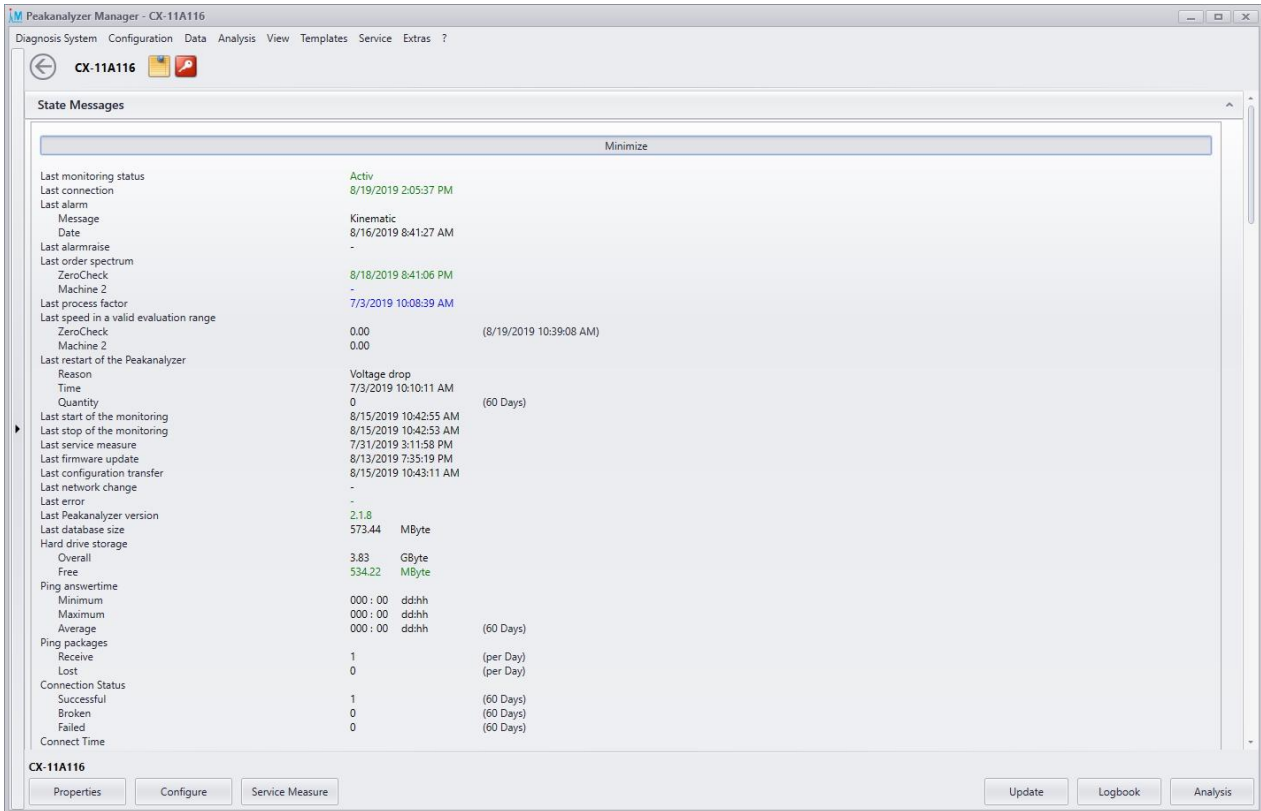 Peakanalyzer Manager - CX-11A116
Diagnosis System Configuration Data Analysis View Templates Service Extras ?
CX-11A116
State Messages
Minimize
Last monitoring status Activ
Last connection 8/19/2019 2:05:37 PM
Last alarm
Message Kinematic
Date 8/16/2019 8:41:27 AM
Last alarmraise -
Last order spectrum
ZeroCheck 8/18/2019 8:41:06 PM
Machine 2 -
Last process factor 7/3/2019 10:08:39 AM
Last speed in a valid evaluation range
ZeroCheck 0.00 (8/19/2019 10:39:08 AM)
Machine 2 0.00
Last restart of the Peakanalyzer
Reason Voltage drop
Time 7/3/2019 10:10:11 AM
Quantity 0 (60 Days)
Last start of the monitoring 8/15/2019 10:42:55 AM
Last stop of the monitoring 8/15/2019 10:42:53 AM
Last service measure 7/31/2019 3:11:58 PM
Last firmware update 8/13/2019 7:35:19 PM
Last configuration transfer 8/15/2019 10:43:11 AM
Last network change -
Last error -
Last Peakanalyzer version 2.1.8
Last database size 573.44 MByte
Hard drive storage
Overall 3.83 GByte
Free 534.22 MByte
Ping answertime
Minimum 000 : 00 dd:hh
Maximum 000 : 00 dd:hh
Average 000 : 00 dd:hh (60 Days)
Ping packages
Receive 1 (per Day)
Lost 0 (per Day)
Connection Status
Successful 1 (60 Days)
Broken 0 (60 Days)
Failed 0 (60 Days)
Connect Time
CX-11A116
Properties Configure Service Measure Update Logbook Analysis